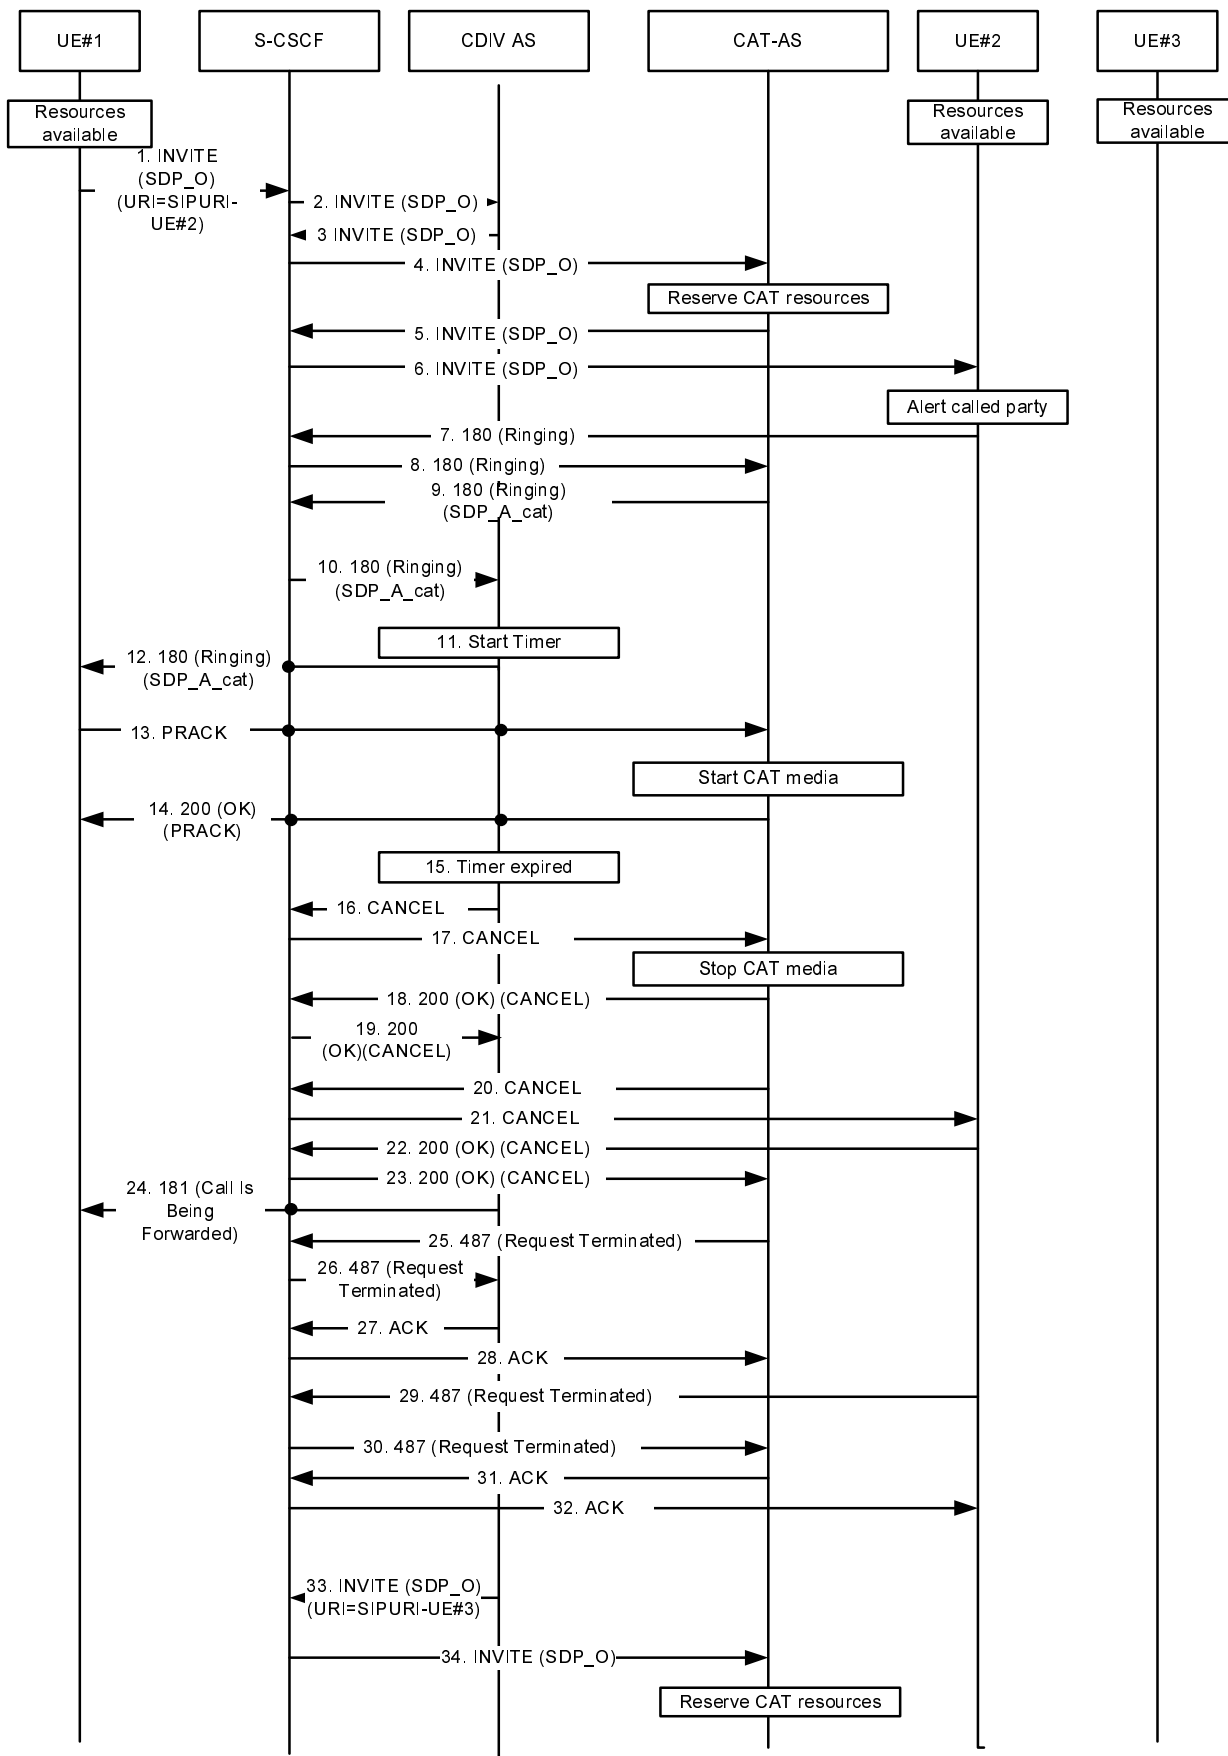 UE#1
S-CSCF
CDIV AS
CAT-AS
UE#2
UE#3
Resources
available
Resources
available
Resources
available
1. INVITE
(SDP_O)
(URI=SIPURI-
UE#2)
2. INVITE (SDP_O)
3 INVITE (SDP_O)
4. INVITE (SDP_O)
Reserve CAT resources
5. INVITE (SDP_O)
6. INVITE (SDP_O)
Alert called party
7. 180 (Ringing)
8. 180 (Ringing)
9. 180 (Ringing)
(SDP_A_cat)
10. 180 (Ringing)
(SDP_A_cat)
11. Start Timer
12. 180 (Ringing)
(SDP_A_cat)
13. PRACK
Start CAT media
14. 200 (OK)
(PRACK)
15. Timer expired
16. CANCEL
17. CANCEL
Stop CAT media
18. 200 (OK) (CANCEL)
19. 200
(OK)(CANCEL)
20. CANCEL
21. CANCEL
22. 200 (OK) (CANCEL)
23. 200 (OK) (CANCEL)
24. 181 (Call Is
Being
Forwarded)
25. 487 (Request Terminated)
26. 487 (Request
Terminated)
27. ACK
28. ACK
29. 487 (Request Terminated)
30. 487 (Request Terminated)
31. ACK
32. ACK
33. INVITE (SDP_O)
(URI=SIPURI-UE#3)
34. INVITE (SDP_O)
Reserve CAT resources